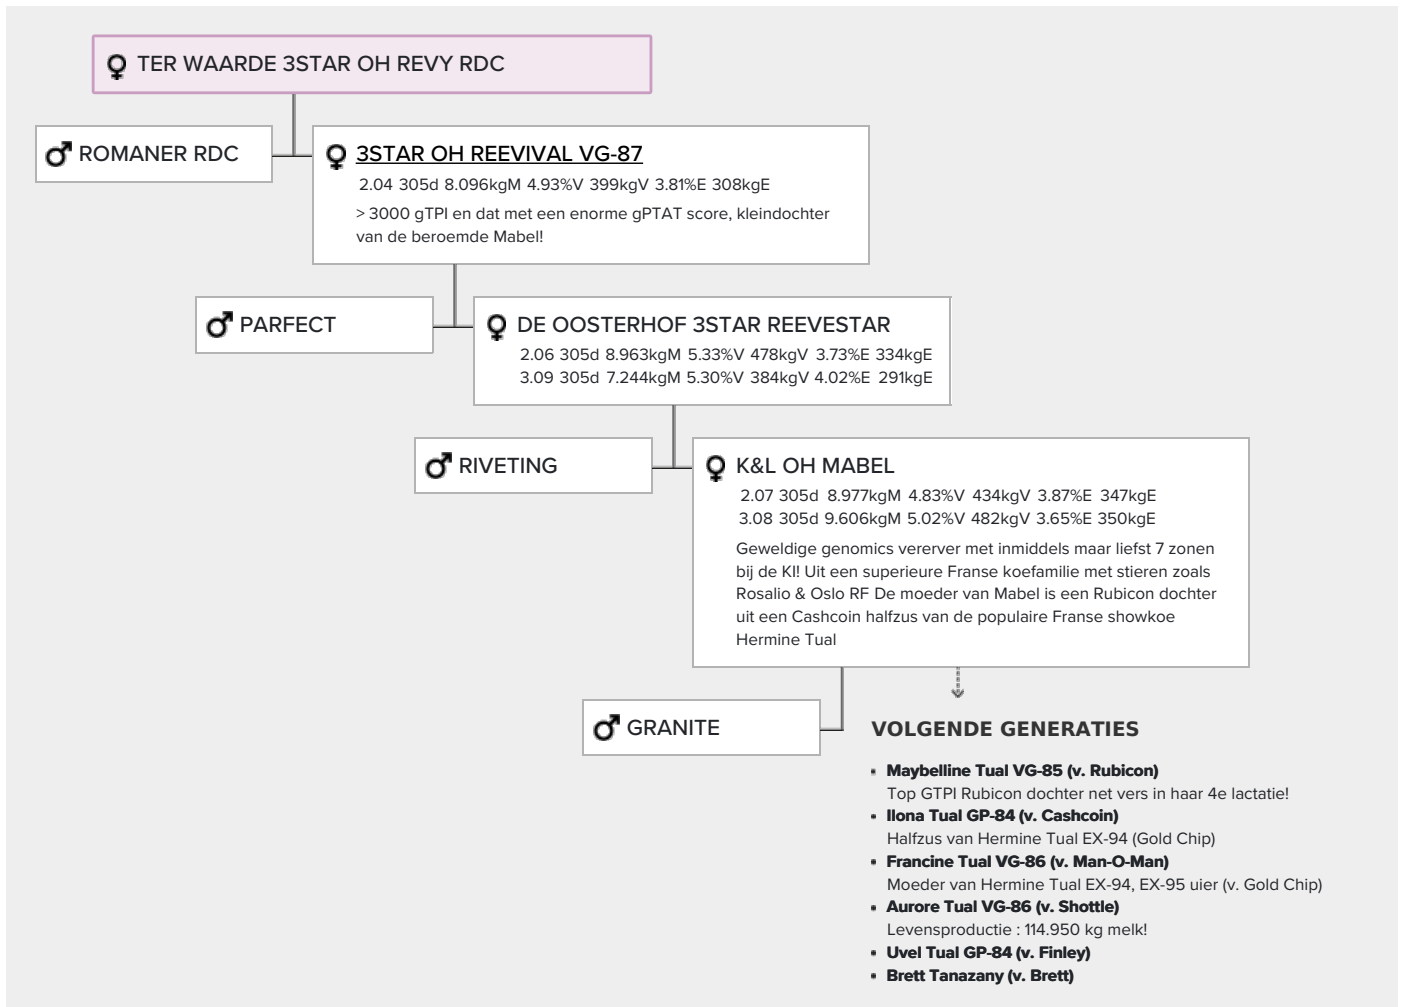 TER WAARDE 3STAR OH REVY RDC
ROMANER RDC
3STAR OH REEVIVAL VG-87
2.04 305d 8.096kgM 4.93%V 399kgV 3.81%E 308kgE
> 3000 gTPI en dat met een enorme gPTAT score, kleindochter
van de beroemde Mabel!
PARFECT
DE OOSTERHOF 3STAR REEVESTAR
2.06 305d 8.963kgM 5.33%V 478kgV 3.73%E 334kgE
3.09 305d 7.244kgM 5.30%V 384kgV 4.02%E 291kgE
RIVETING
K&L OH MABEL
2.07 305d 8.977kgM 4.83%V 434kgV 3.87%E 347kgE
3.08 305d 9.606kgM 5.02%V 482kgV 3.65%E 350kgE
Geweldige genomics vererver met inmiddels maar liefst 7 zonen
bij de KI! Uit een superieure Franse koefamilie met stieren zoals
Rosalio & Oslo RF De moeder van Mabel is een Rubicon dochter
uit een Cashcoin halfzus van de populaire Franse showkoe
Hermine Tual
GRANITE
VOLGENDE GENERATIES
Maybelline Tual VG-85 (v. Rubicon)
Top GTPI Rubicon dochter net vers in haar 4e lactatie!
Ilona Tual GP-84 (v. Cashcoin)
Halfzus van Hermine Tual EX-94 (Gold Chip)
Francine Tual VG-86 (v. Man-O-Man)
Moeder van Hermine Tual EX-94, EX-95 uier (v. Gold Chip)
Aurore Tual VG-86 (v. Shottle)
Levensproductie : 114.950 kg melk!
Uvel Tual GP-84 (v. Finley)
Brett Tanazany (v. Brett)